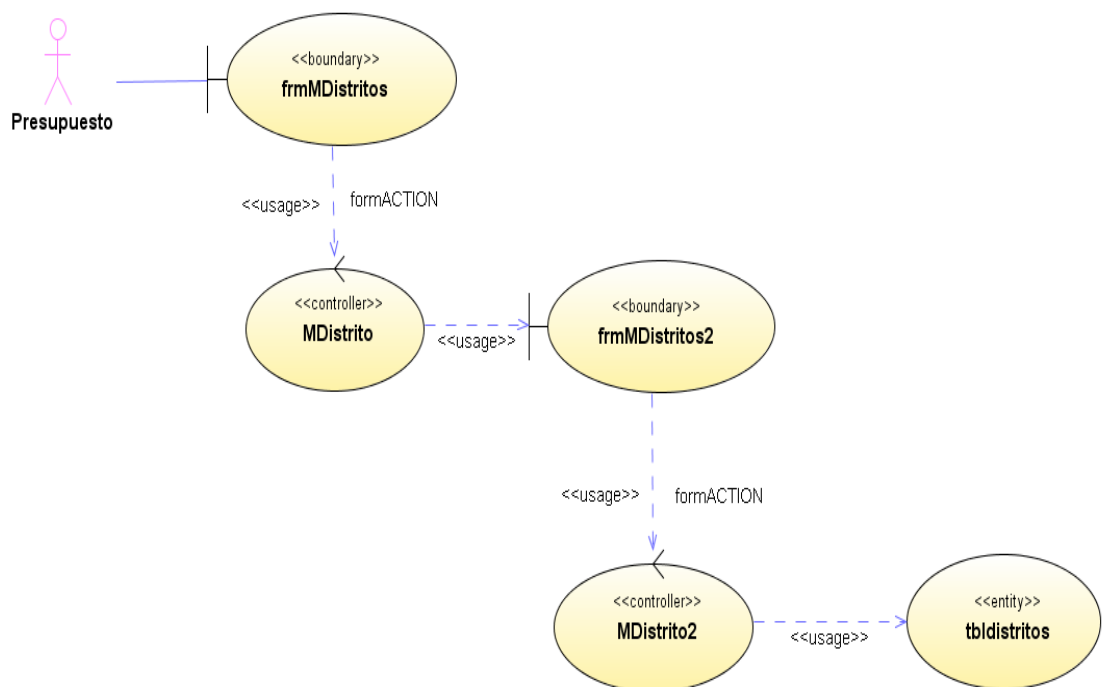 <<boundary>>
frmMDistritos
Presupuesto
<<usage>>
formACTION
<<controller>>
MDistrito
<<usage>>
<<boundary>>
frmMDistritos2
<<usage>>
formACTION
<<controller>>
MDistrito2
<<usage>>
<<entity>>
tbldistritos